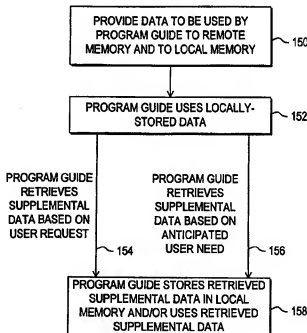 PROVIDE DATA TO BE USED BY
PROGRAM GUIDE TO REMOTE
MEMORY AND TO LOCAL MEMORY
150
PROGRAM GUIDE USES LOCALLY-
STORED DATA
152
PROGRAM GUIDE
RETRIEVES
SUPPLEMENTAL
DATA BASED ON
USER REQUEST
154
PROGRAM GUIDE
RETRIEVES
SUPPLEMENTAL
DATA BASED ON
ANTICIPATED
USER NEED
156
PROGRAM GUIDE STORES RETRIEVED
SUPPLEMENTAL DATA IN LOCAL
MEMORY AND/OR USES RETRIEVED
SUPPLEMENTAL DATA
158